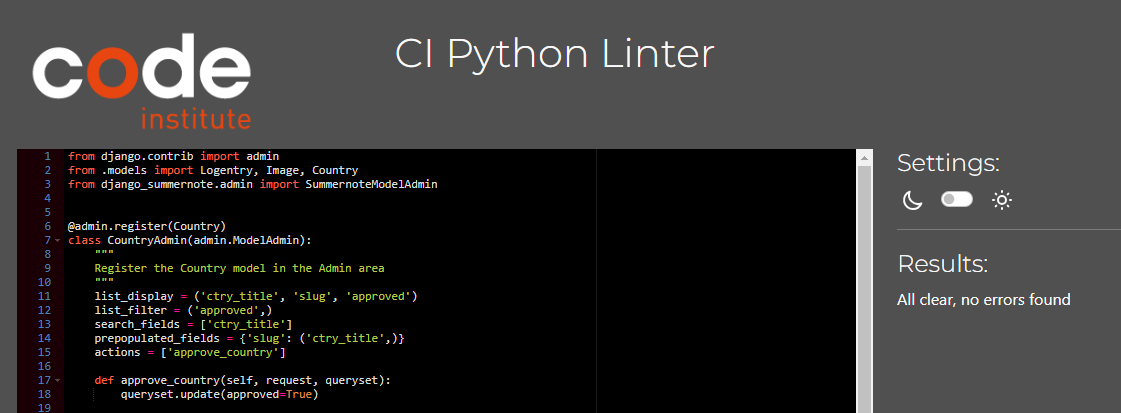 code
institute
CI Python Linter
1 from django.contrib import admin
2 from .models import Logentry, Image, Country
3 from django_summernote.admin import SummernoteModelAdmin
4
5
6 @admin.register(Country)
7 class CountryAdmin(admin.ModelAdmin):
8     """
9     Register the Country model in the Admin area
10     """
11     list_display = ('ctry_title', 'slug', 'approved')
12     list_filter = ('approved',)
13     search_fields = ['ctry_title']
14     prepopulated_fields = {'slug': ('ctry_title',)}
15     actions = ['approve_country']
16
17     def approve_country(self, request, queryset):
18         queryset.update(approved=True)
19
Settings:
Results:
All clear, no errors found